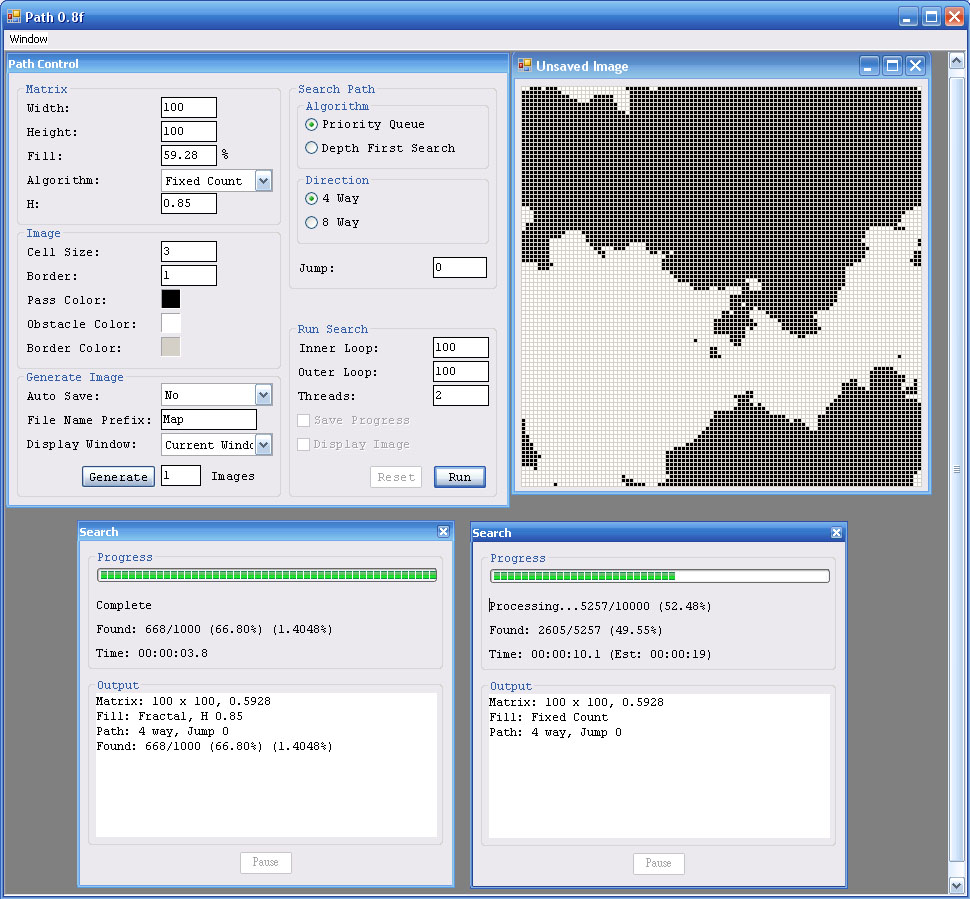 Path 0.8f
Window
Path Control
Matrix
Width: 100
Height: 100
Fill: 59.28 %
Algorithm: Fixed Count
H: 0.85
Image
Cell Size: 3
Border: 1
Pass Color:
Obstacle Color:
Border Color:
Generate Image
Auto Save: No
File Name Prefix: Map
Display Window: Current Windo
Generate 1 Images
Search Path
Algorithm
Priority Queue
Depth First Search
Direction
4 Way
8 Way
Jump: 0
Run Search
Inner Loop: 100
Outer Loop: 100
Threads: 2
Save Progress
Display Image
Reset Run
Unsaved Image
Search
Progress
Complete
Found: 668/1000 (66.80%) (1.4048%)
Time: 00:00:03.8
Output
Matrix: 100 x 100, 0.5928
Fill: Fractal, H 0.85
Path: 4 way, Jump 0
Found: 668/1000 (66.80%) (1.4048%)
Pause
Search
Progress
Processing...5257/10000 (52.48%)
Found: 2605/5257 (49.55%)
Time: 00:00:10.1 (Est: 00:00:19)
Output
Matrix: 100 x 100, 0.5928
Fill: Fixed Count
Path: 4 way, Jump 0
Pause